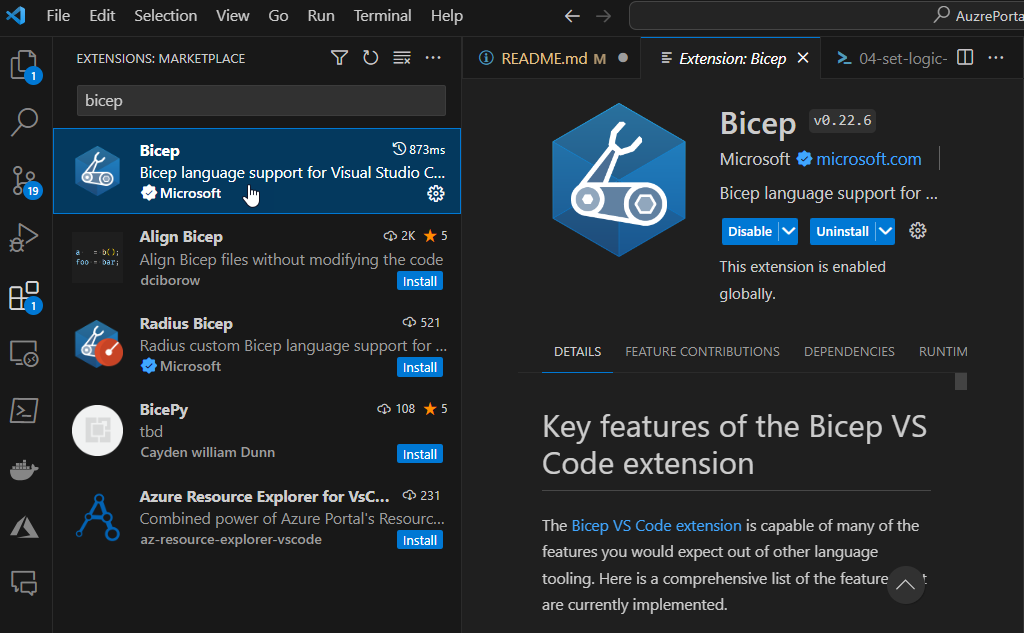 File Edit Selection View Go Run Terminal Help
AuzrePorta
EXTENSIONS: MARKETPLACE
README.md M
Extension: Bicep
04-set-logic-
1
bicep
Bicep
873ms
Bicep language support for Visual Studio C...
Microsoft
19
Align Bicep
2K 5
a = b();
foo = bar;
Align Bicep files without modifying the code
dciborow
Install
1
Radius Bicep
521
Radius custom Bicep language support for ...
Microsoft
Install
BicePy
108 5
tbd
Cayden william Dunn
Install
Azure Resource Explorer for VsC...
231
Combined power of Azure Portal's Resourc...
az-resource-explorer-vscode
Install
Bicep v0.22.6
Microsoft microsoft.com
Bicep language support for ...
Disable Uninstall
This extension is enabled
globally.
DETAILS FEATURE CONTRIBUTIONS DEPENDENCIES RUNTIM
Key features of the Bicep VS
Code extension
The Bicep VS Code extension is capable of many of the
features you would expect out of other language
tooling. Here is a comprehensive list of the feature t
are currently implemented.